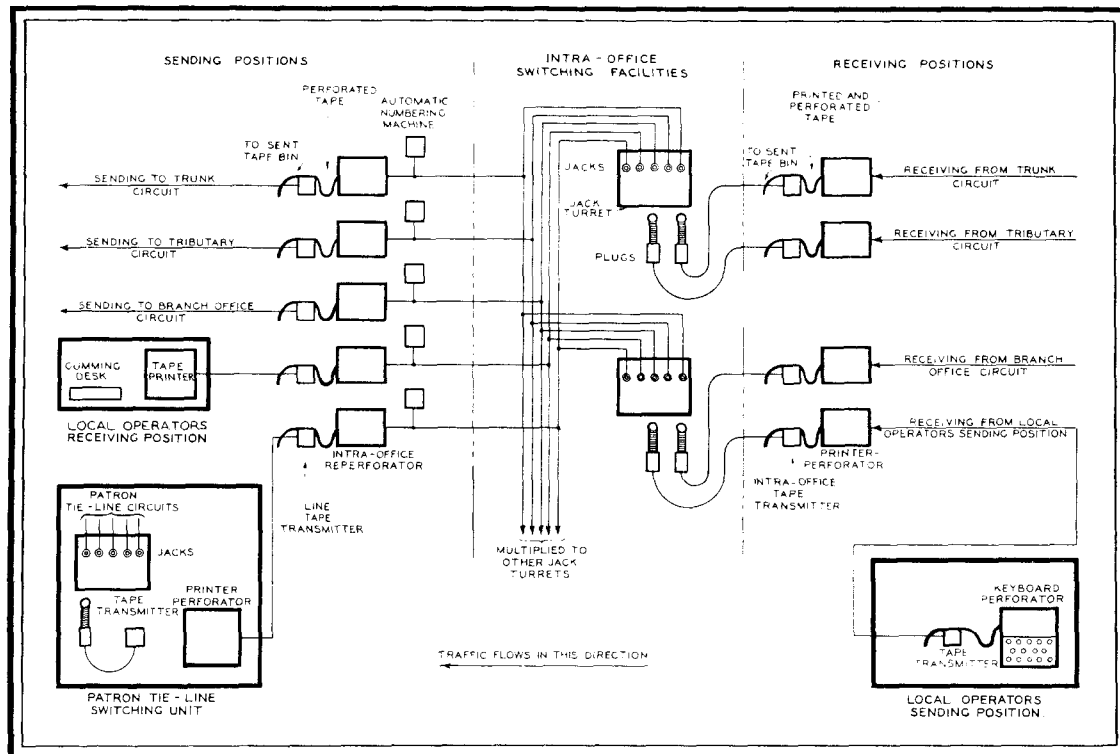 SENDING POSITIONS
INTRA-OFFICE
SWITCHING FACILITIES
RECEIVING POSITIONS
PERFORATED
TAPE
AUTOMATIC
NUMBERING
MACHINE
PRINTED AND
PERFORATED
TAPE
TO SENT
TAPE BIN
JACKS
TO SENT
TAPE BIN
SENDING TO TRUNK
CIRCUIT
RECEIVING FROM TRUNK
CIRCUIT
JACK
TURRET
SENDING TO TRIBUTARY
CIRCUIT
PLUGS
RECEIVING FROM TRIBUTARY
CIRCUIT
SENDING TO BRANCH OFFICE
CIRCUIT
GUMMING
DESK
TAPE
PRINTER
LOCAL OPERATORS
RECEIVING POSITION
RECEIVING FROM BRANCH
OFFICE CIRCUIT
RECEIVING FROM LOCAL
OPERATORS SENDING POSITION
INTRA-OFFICE
REPERFORATOR
PRINTER-
PERFORATOR
LINE
TAPE
TRANSMITTER
INTRA-OFFICE
TAPE
TRANSMITTER
PATRON
TIE-LINE CIRCUITS
JACKS
TAPE
TRANSMITTER
PRINTER
PERFORATOR
PATRON TIE-LINE
SWITCHING UNIT
MULTIPLIED TO
OTHER JACK
TURRETS
TRAFFIC FLOWS IN THIS DIRECTION
KEYBOARD
PERFORATOR
TAPE
TRANSMITTER
LOCAL OPERATORS
SENDING POSITION.